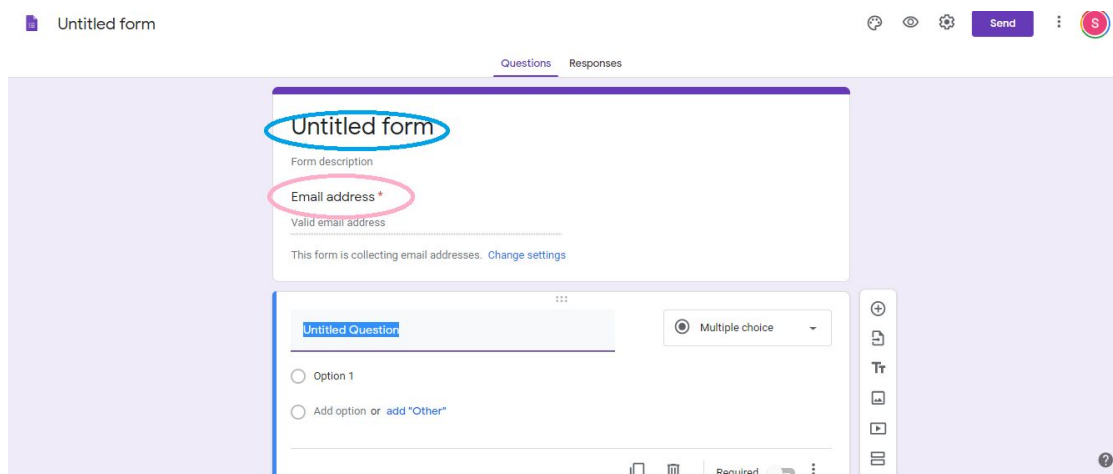 Untitled form
Send
S
Questions Responses
Untitled form
Form description
Email address *
Valid email address
This form is collecting email addresses. Change settings
Untitled Question
Multiple choice
Option 1
Add option or add "Other"
Tт
Required
?